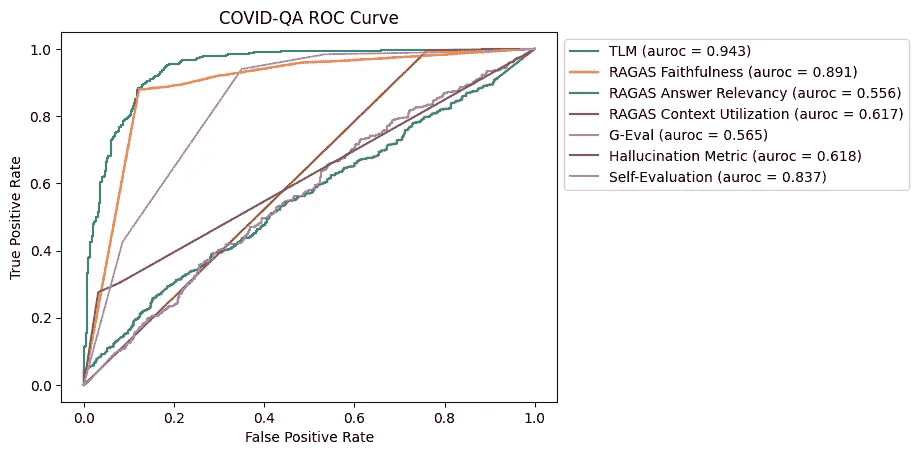 COVID-QA ROC Curve
1.0
0.8
0.6
0.4
0.2
0.0
True Positive Rate
0.0 0.2 0.4 0.6 0.8 1.0
False Positive Rate
TLM (auroc = 0.943)
RAGAS Faithfulness (auroc = 0.891)
RAGAS Answer Relevancy (auroc = 0.556)
RAGAS Context Utilization (auroc = 0.617)
G-Eval (auroc = 0.565)
Hallucination Metric (auroc = 0.618)
Self-Evaluation (auroc = 0.837)